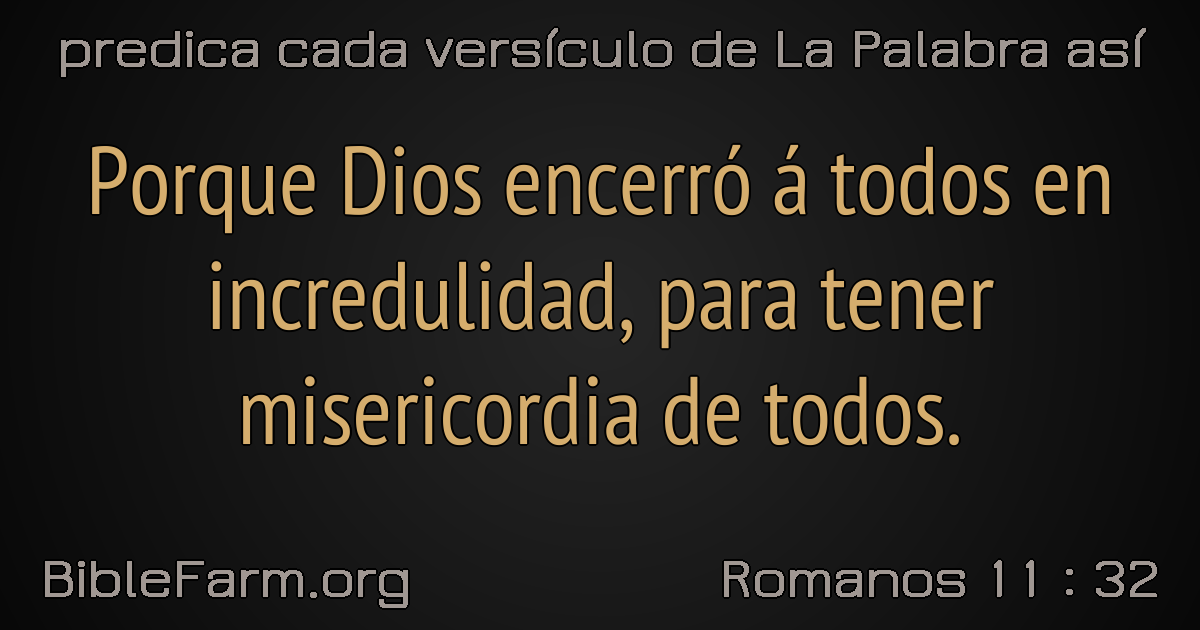 predica cada versículo de La Palabra así
Porque Dios encerró á todos en
incredulidad, para tener
misericordia de todos.
BibleFarm.org
Romanos 11 : 32